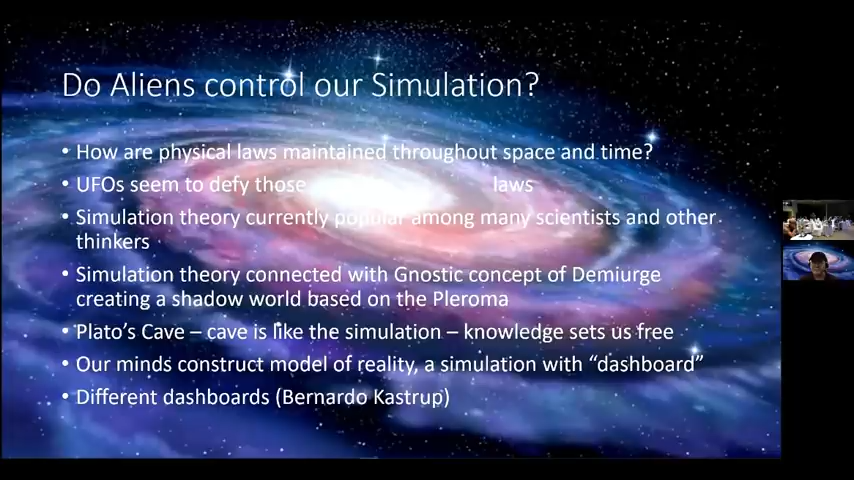 Do Aliens control our Simulation?
• How are physical laws maintained throughout space and time?
• UFOs seem to defy those laws
• Simulation theory currently popular among many scientists and other
thinkers
• Simulation theory connected with Gnostic concept of Demiurge
creating a shadow world based on the Pleroma
• Plato's Cave – cave is like the simulation – knowledge sets us free
• Our minds construct model of reality, a simulation with “dashboard”
• Different dashboards (Bernardo Kastrup)